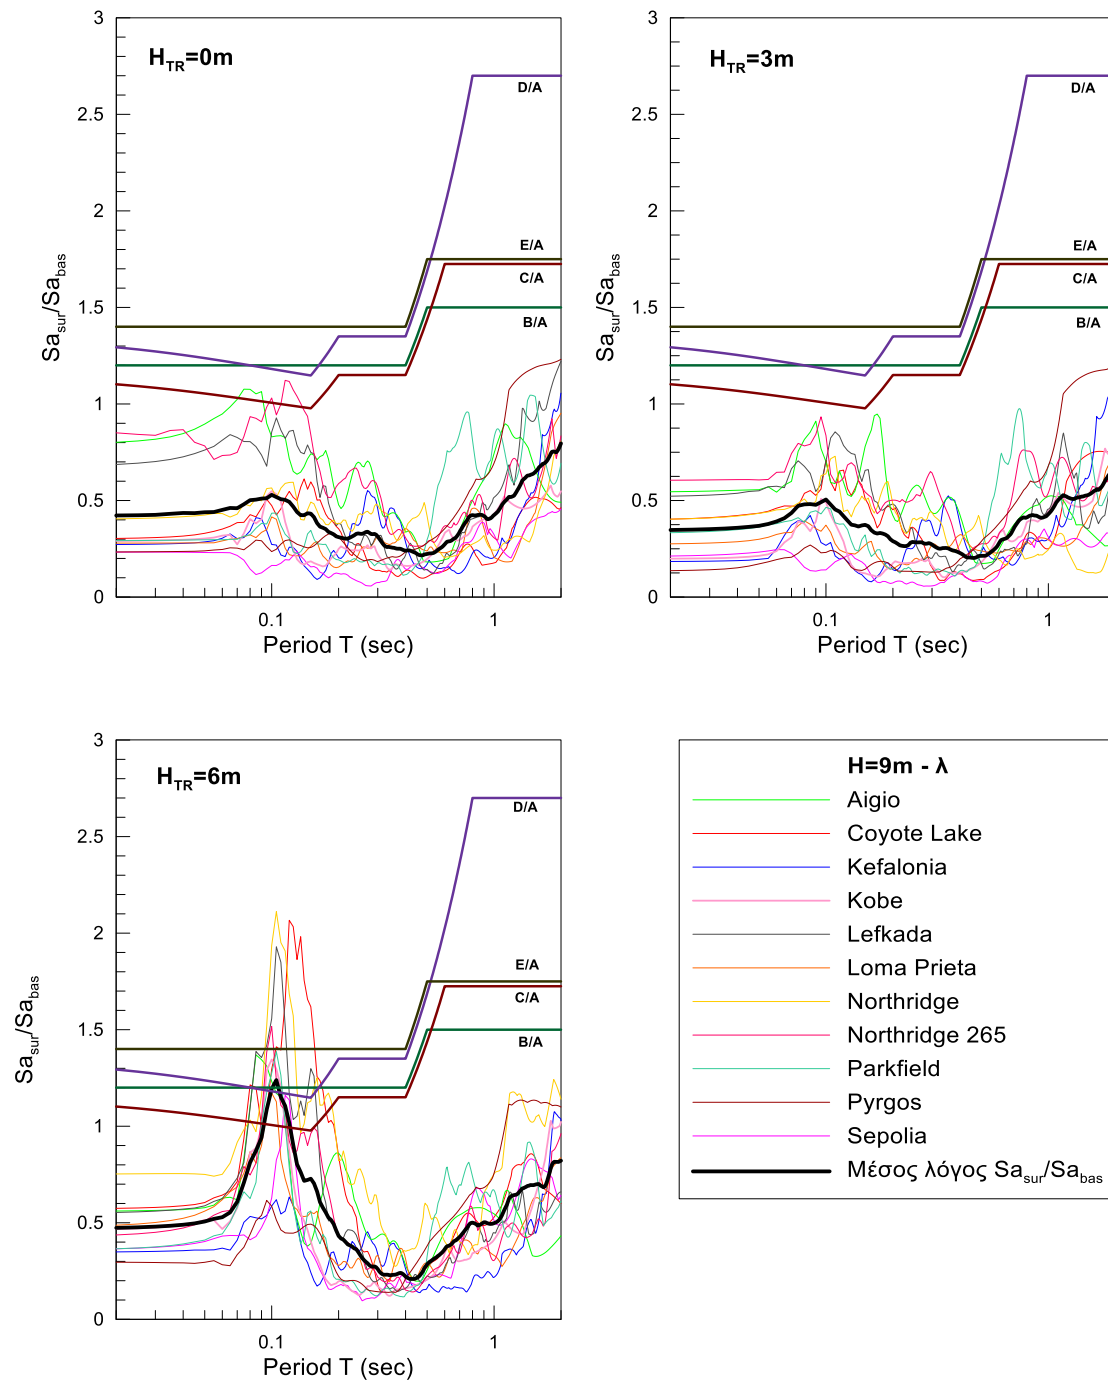 H_TR=0m
3
2.5
2
1.5
1
0.5
0
Sa_sur/Sa_bas
D/A
E/A
C/A
B/A
0.1
1
Period T (sec)
H_TR=3m
3
2.5
2
1.5
1
0.5
0
Sa_sur/Sa_bas
D/A
E/A
C/A
B/A
0.1
1
Period T (sec)
H_TR=6m
3
2.5
2
1.5
1
0.5
0
Sa_sur/Sa_bas
D/A
E/A
C/A
B/A
0.1
1
Period T (sec)
H=9m - λ
Aigio
Coyote Lake
Kefalonia
Kobe
Lefkada
Loma Prieta
Northridge
Northridge 265
Parkfield
Pyrgos
Sepolia
Μέσος λόγος Sa_sur/Sa_bas